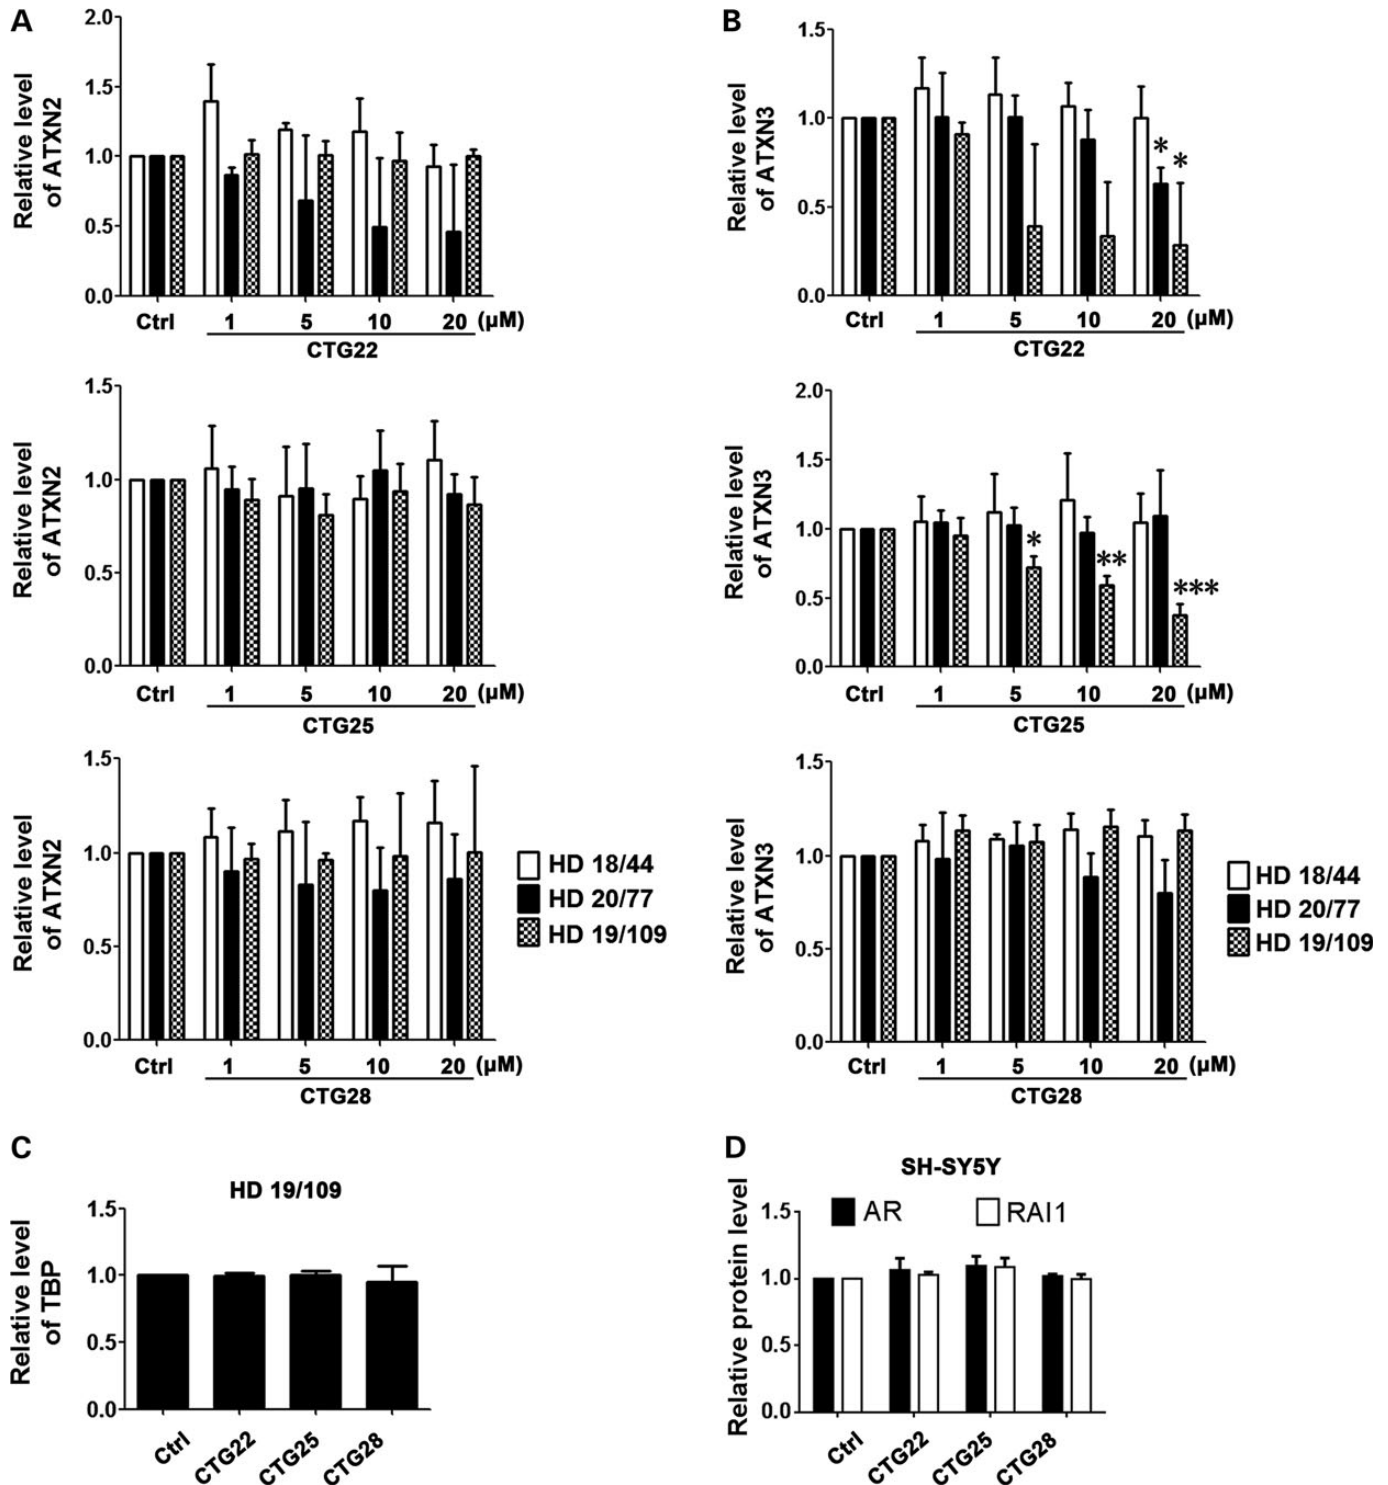 A
2.0
1.5
1.0
0.5
0.0
Relative level
of ATXN2
Ctrl 1 5 10 20 (µM)
CTG22
1.5
1.0
0.5
0.0
Relative level
of ATXN2
Ctrl 1 5 10 20 (µM)
CTG25
1.5
1.0
0.5
0.0
Relative level
of ATXN2
Ctrl 1 5 10 20 (µM)
CTG28
HD 18/44
HD 20/77
HD 19/109
B
1.5
1.0
0.5
0.0
Relative level
of ATXN3
* *
Ctrl 1 5 10 20 (µM)
CTG22
2.0
1.5
1.0
0.5
0.0
Relative level
of ATXN3
* ** ***
Ctrl 1 5 10 20 (µM)
CTG25
1.5
1.0
0.5
0.0
Relative level
of ATXN3
Ctrl 1 5 10 20 (µM)
CTG28
HD 18/44
HD 20/77
HD 19/109
C
HD 19/109
1.5
1.0
0.5
0.0
Relative level
of TBP
Ctrl CTG22 CTG25 CTG28
D
SH-SY5Y
AR RAI1
1.5
1.0
0.5
0.0
Relative protein level
Ctrl CTG22 CTG25 CTG28